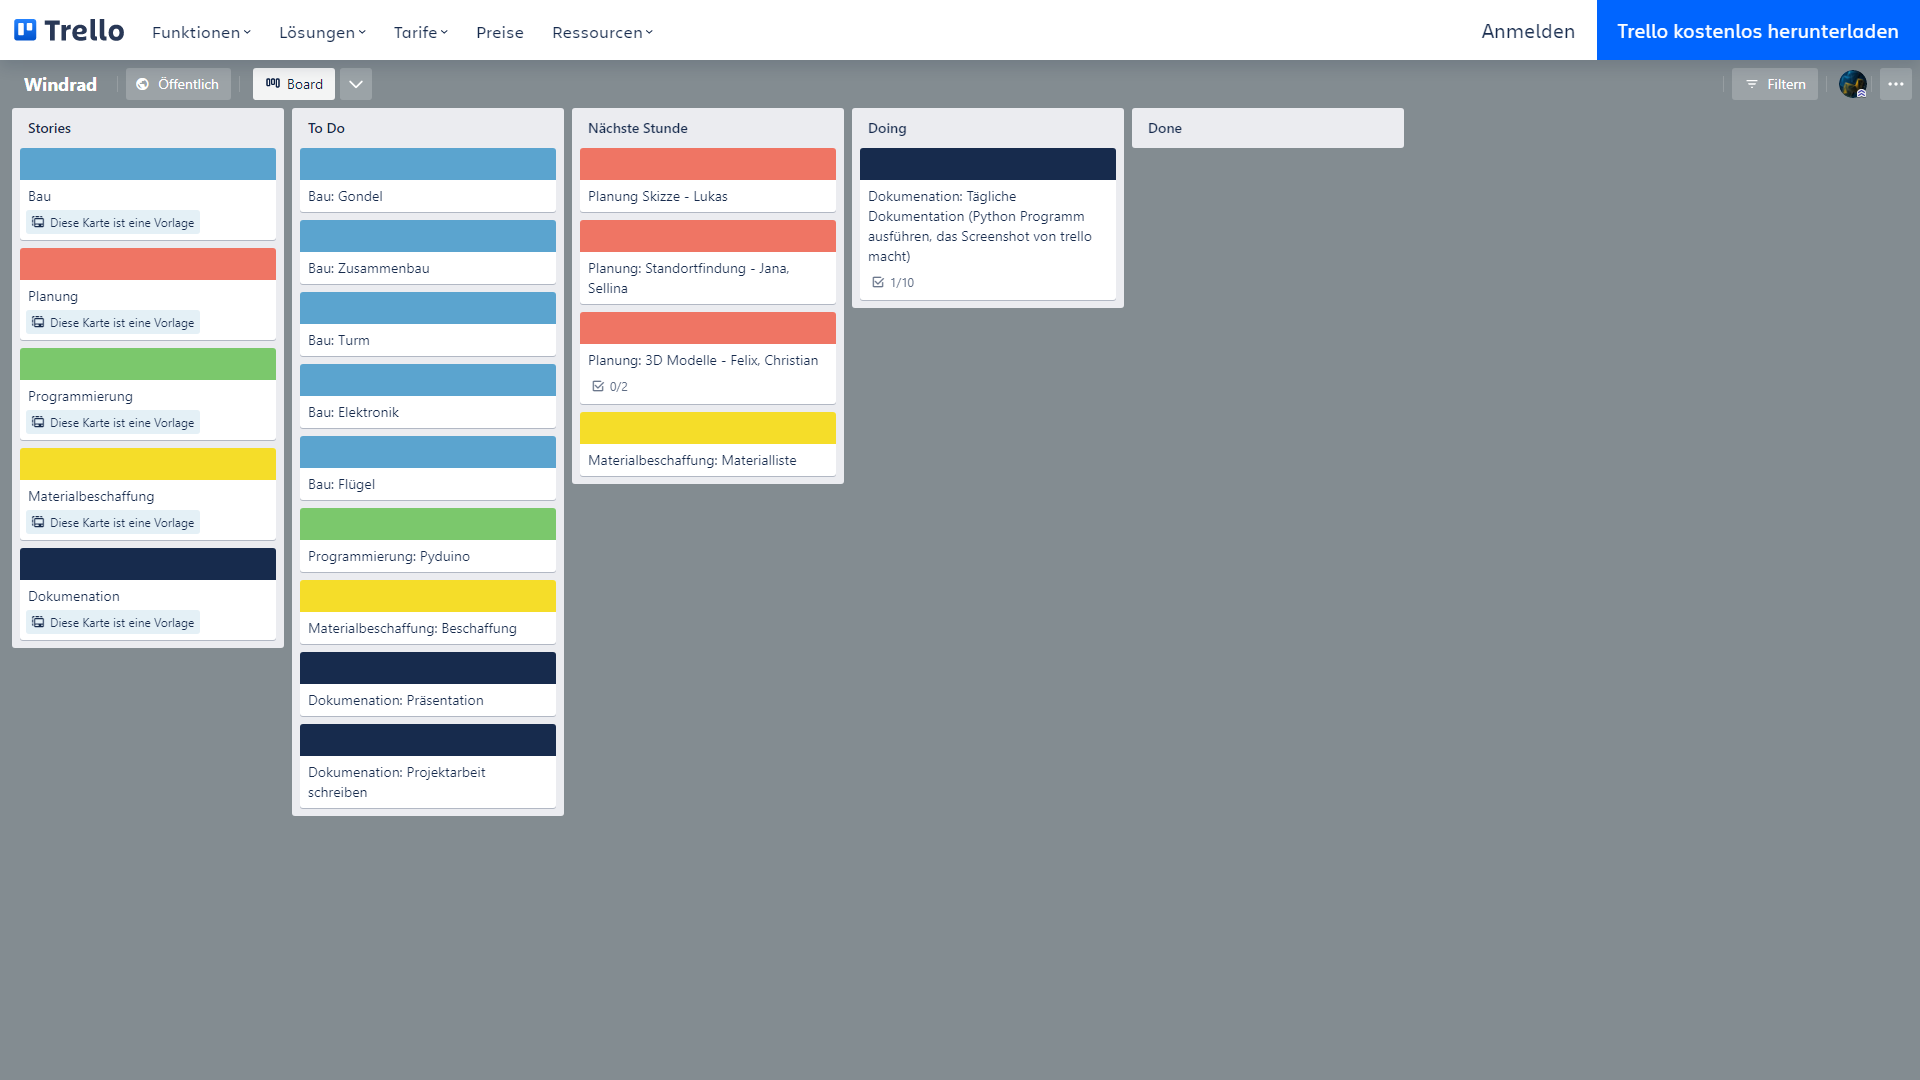 Trello
Funktionen
Lösungen
Tarife
Preise
Ressourcen
Anmelden
Trello kostenlos herunterladen
Windrad
Öffentlich
Board
Filtern
Stories
Bau
Diese Karte ist eine Vorlage
Planung
Diese Karte ist eine Vorlage
Programmierung
Diese Karte ist eine Vorlage
Materialbeschaffung
Diese Karte ist eine Vorlage
Dokumenation
Diese Karte ist eine Vorlage
To Do
Bau: Gondel
Bau: Zusammenbau
Bau: Turm
Bau: Elektronik
Bau: Flügel
Programmierung: Pyduino
Materialbeschaffung: Beschaffung
Dokumenation: Präsentation
Dokumenation: Projektarbeit
schreiben
Nächste Stunde
Planung Skizze - Lukas
Planung: Standortfindung - Jana,
Sellina
Planung: 3D Modelle - Felix, Christian
0/2
Materialbeschaffung: Materialliste
Doing
Dokumenation: Tägliche
Dokumentation (Python Programm
ausführen, das Screenshot von trello
macht)
1/10
Done